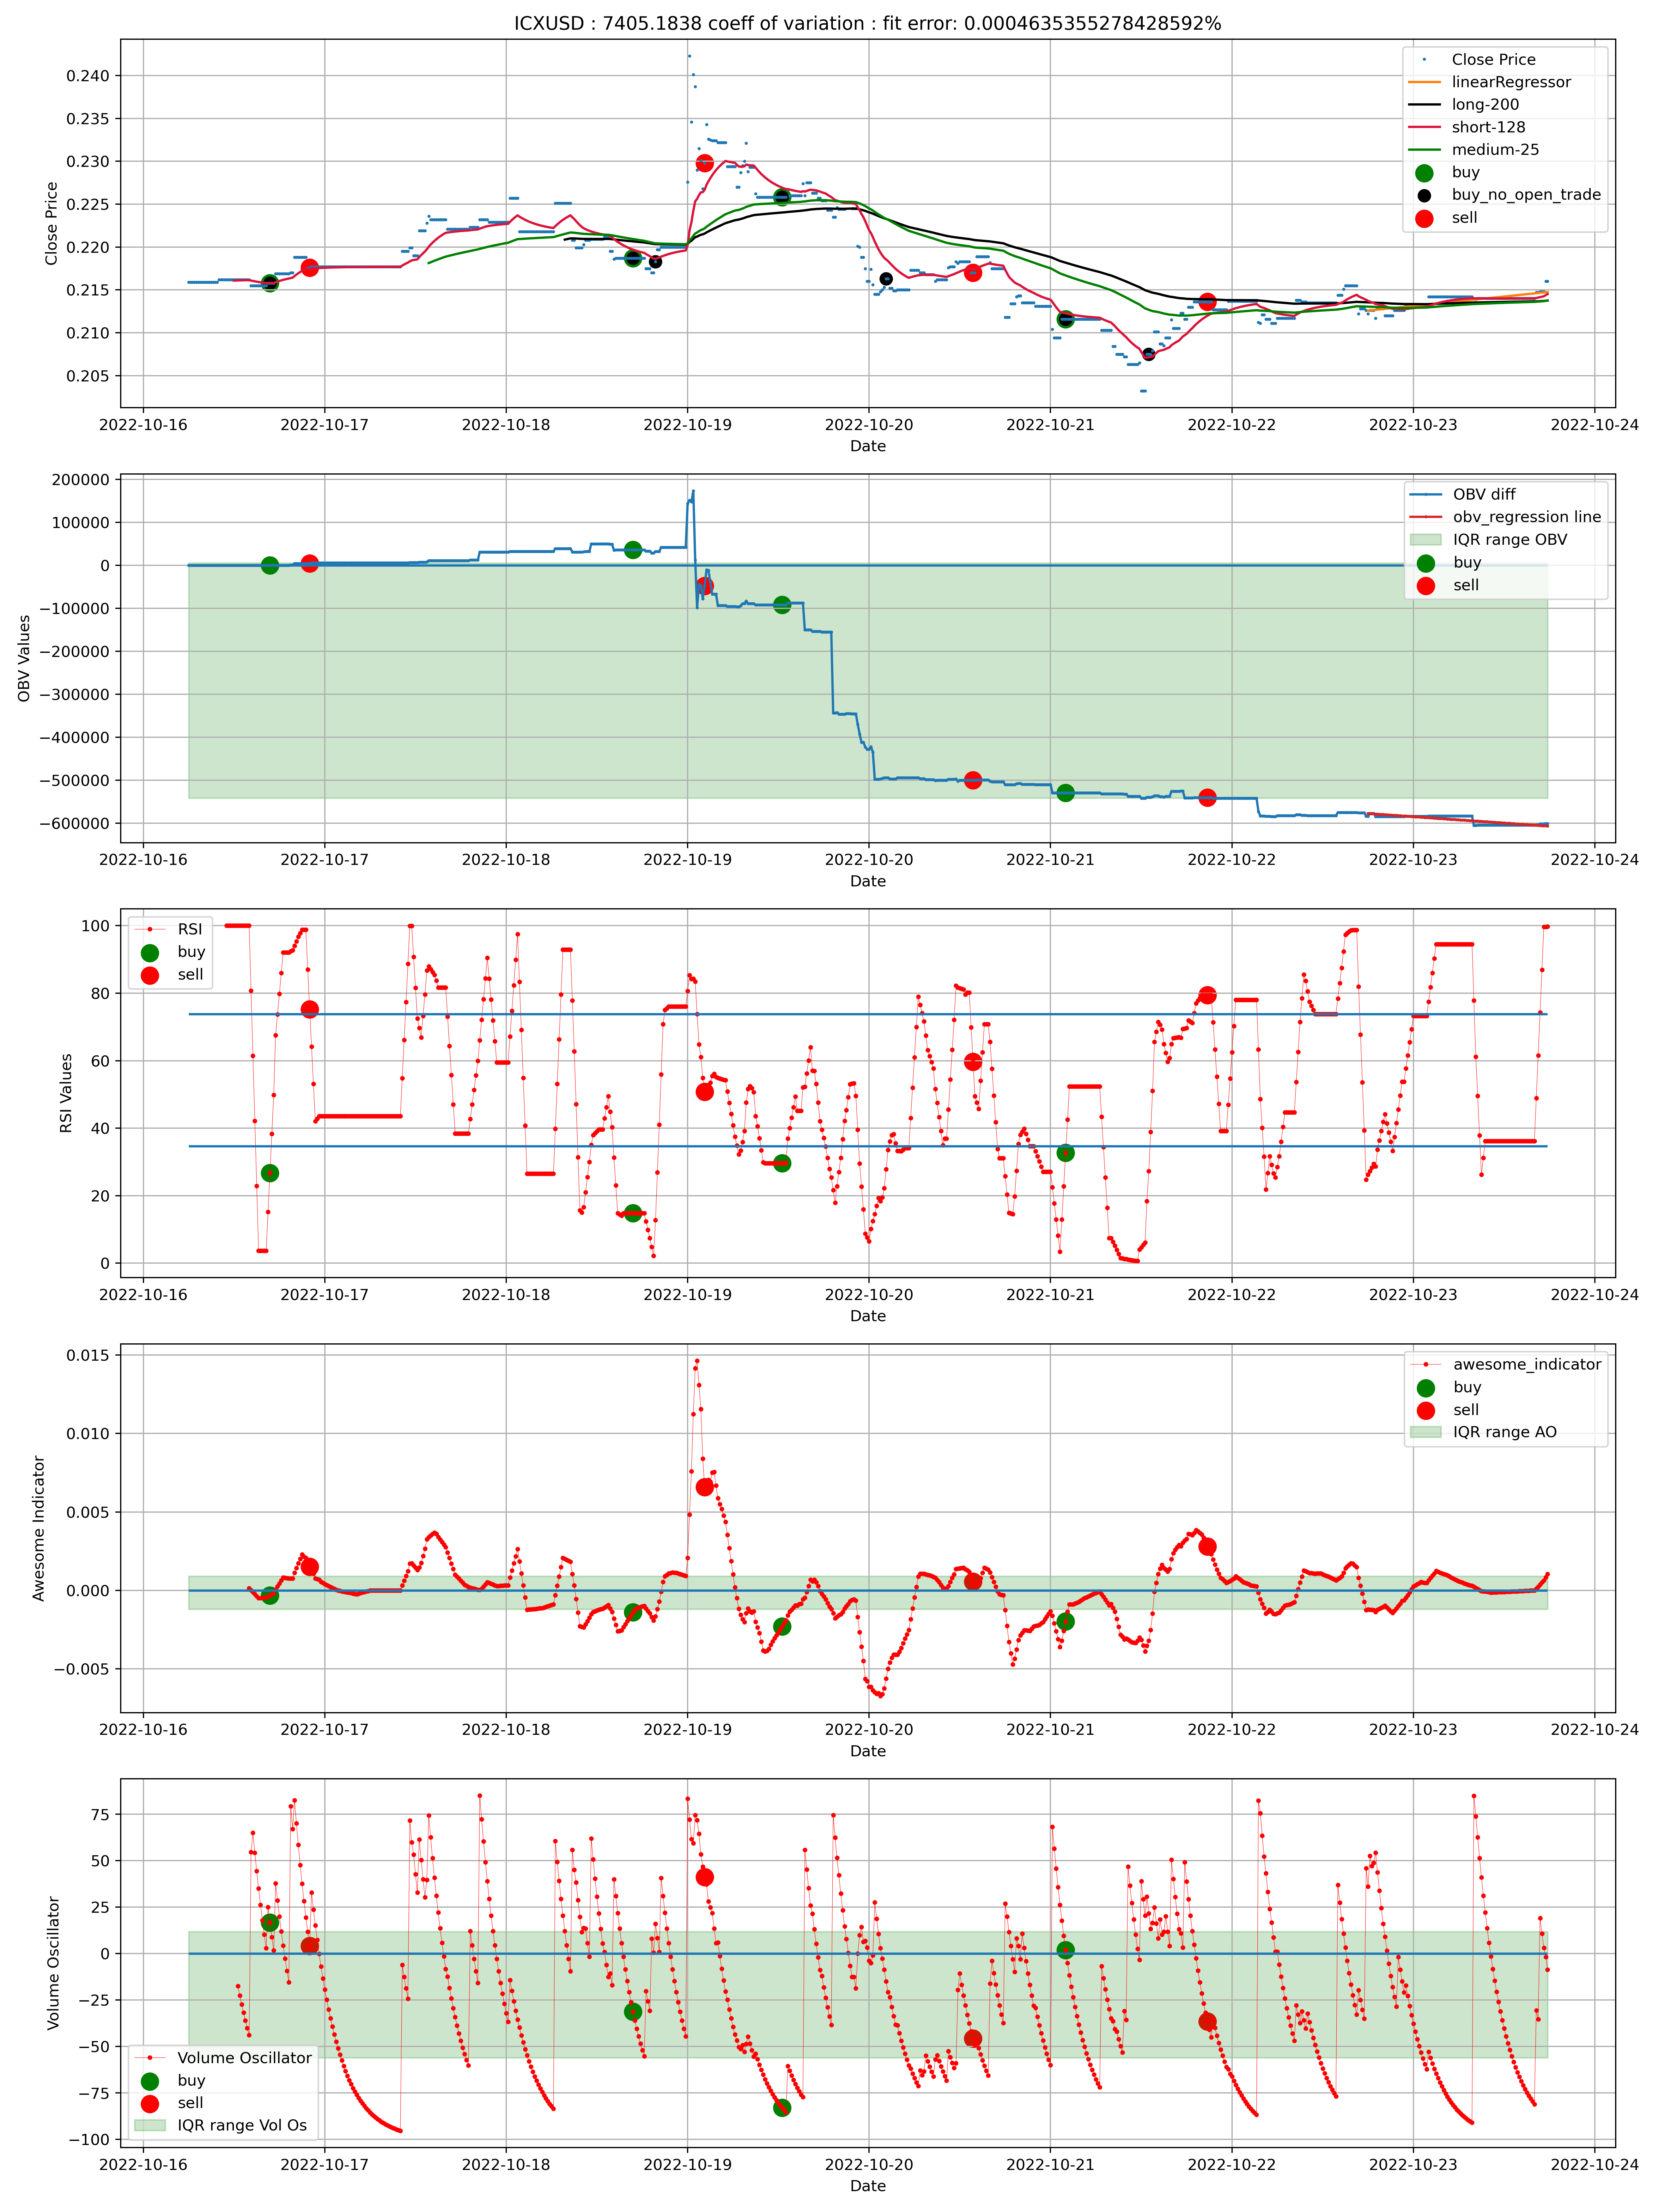 ICXUSD : 7405.1838 coeff of variation : fit error: 0.0004635355278428592%
Close Price
0.240
0.235
0.230
0.225
0.220
0.215
0.210
0.205
Close Price
linearRegressor
long-200
short-128
medium-25
buy
buy_no_open_trade
sell
2022-10-16 2022-10-17 2022-10-18 2022-10-19 2022-10-20 2022-10-21 2022-10-22 2022-10-23 2022-10-24
Date
OBV Values
200000
100000
0
−100000
−200000
−300000
−400000
−500000
−600000
OBV diff
obv_regression line
IQR range OBV
buy
sell
2022-10-16 2022-10-17 2022-10-18 2022-10-19 2022-10-20 2022-10-21 2022-10-22 2022-10-23 2022-10-24
Date
RSI Values
100
80
60
40
20
0
RSI
buy
sell
2022-10-16 2022-10-17 2022-10-18 2022-10-19 2022-10-20 2022-10-21 2022-10-22 2022-10-23 2022-10-24
Date
Awesome Indicator
0.015
0.010
0.005
0.000
−0.005
awesome_indicator
buy
sell
IQR range AO
2022-10-16 2022-10-17 2022-10-18 2022-10-19 2022-10-20 2022-10-21 2022-10-22 2022-10-23 2022-10-24
Date
Volume Oscillator
75
50
25
0
−25
−50
−75
−100
Volume Oscillator
buy
sell
IQR range Vol Os
2022-10-16 2022-10-17 2022-10-18 2022-10-19 2022-10-20 2022-10-21 2022-10-22 2022-10-23 2022-10-24
Date